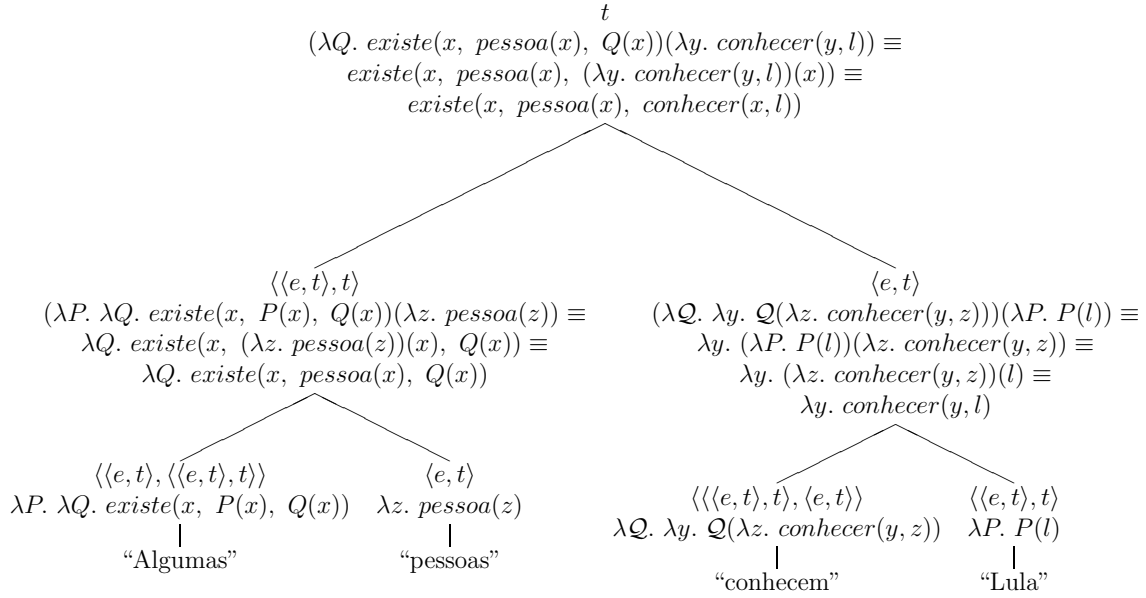 t
(λQ. existe(x, pessoa(x), Q(x))(λy. conhecer(y, l)) ≡
existe(x, pessoa(x), (λy. conhecer(y, l))(x)) ≡
existe(x, pessoa(x), conhecer(x, l))
⟨⟨e, t⟩, t⟩
(λP. λQ. existe(x, P(x), Q(x))(λz. pessoa(z)) ≡
λQ. existe(x, (λz. pessoa(z))(x), Q(x)) ≡
λQ. existe(x, pessoa(x), Q(x))
⟨e, t⟩
(λ𝒬. λy. 𝒬(λz. conhecer(y, z)))(λP. P(l)) ≡
λy. (λP. P(l))(λz. conhecer(y, z)) ≡
λy. (λz. conhecer(y, z))(l) ≡
λy. conhecer(y, l)
⟨⟨e, t⟩, ⟨⟨e, t⟩, t⟩⟩
λP. λQ. existe(x, P(x), Q(x))
“Algumas”
⟨e, t⟩
λz. pessoa(z)
“pessoas”
⟨⟨⟨e, t⟩, t⟩, ⟨e, t⟩⟩
λ𝒬. λy. 𝒬(λz. conhecer(y, z))
“conhecem”
⟨⟨e, t⟩, t⟩
λP. P(l)
“Lula”